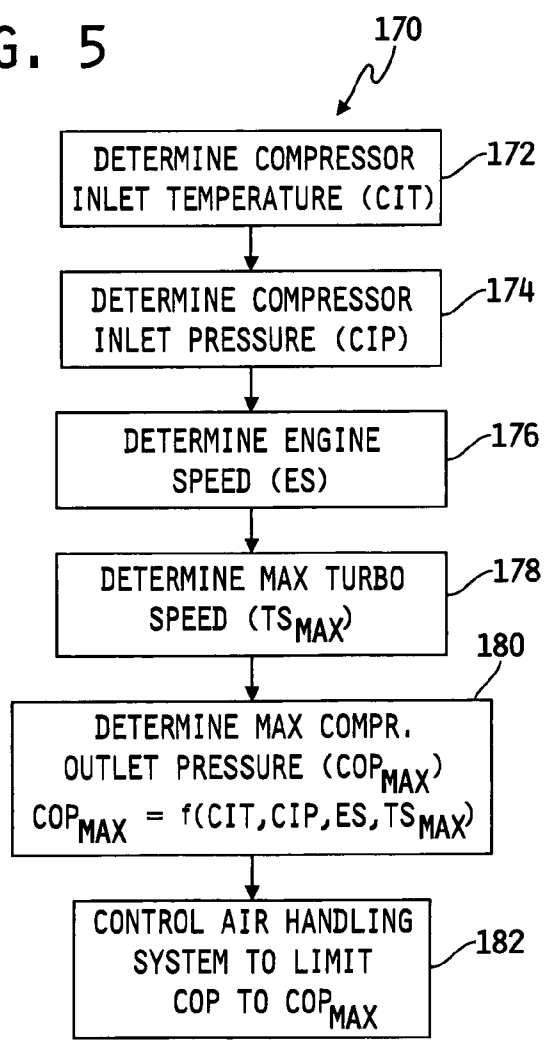 G. 5
170
DETERMINE COMPRESSOR
INLET TEMPERATURE (CIT)
172
DETERMINE COMPRESSOR
INLET PRESSURE (CIP)
174
DETERMINE ENGINE
SPEED (ES)
176
DETERMINE MAX TURBO
SPEED (TSMAX)
178
180
DETERMINE MAX COMPR.
OUTLET PRESSURE (COPMAX)
COPMAX = f(CIT,CIP,ES,TSMAX)
CONTROL AIR HANDLING
SYSTEM TO LIMIT
COP TO COPMAX
182